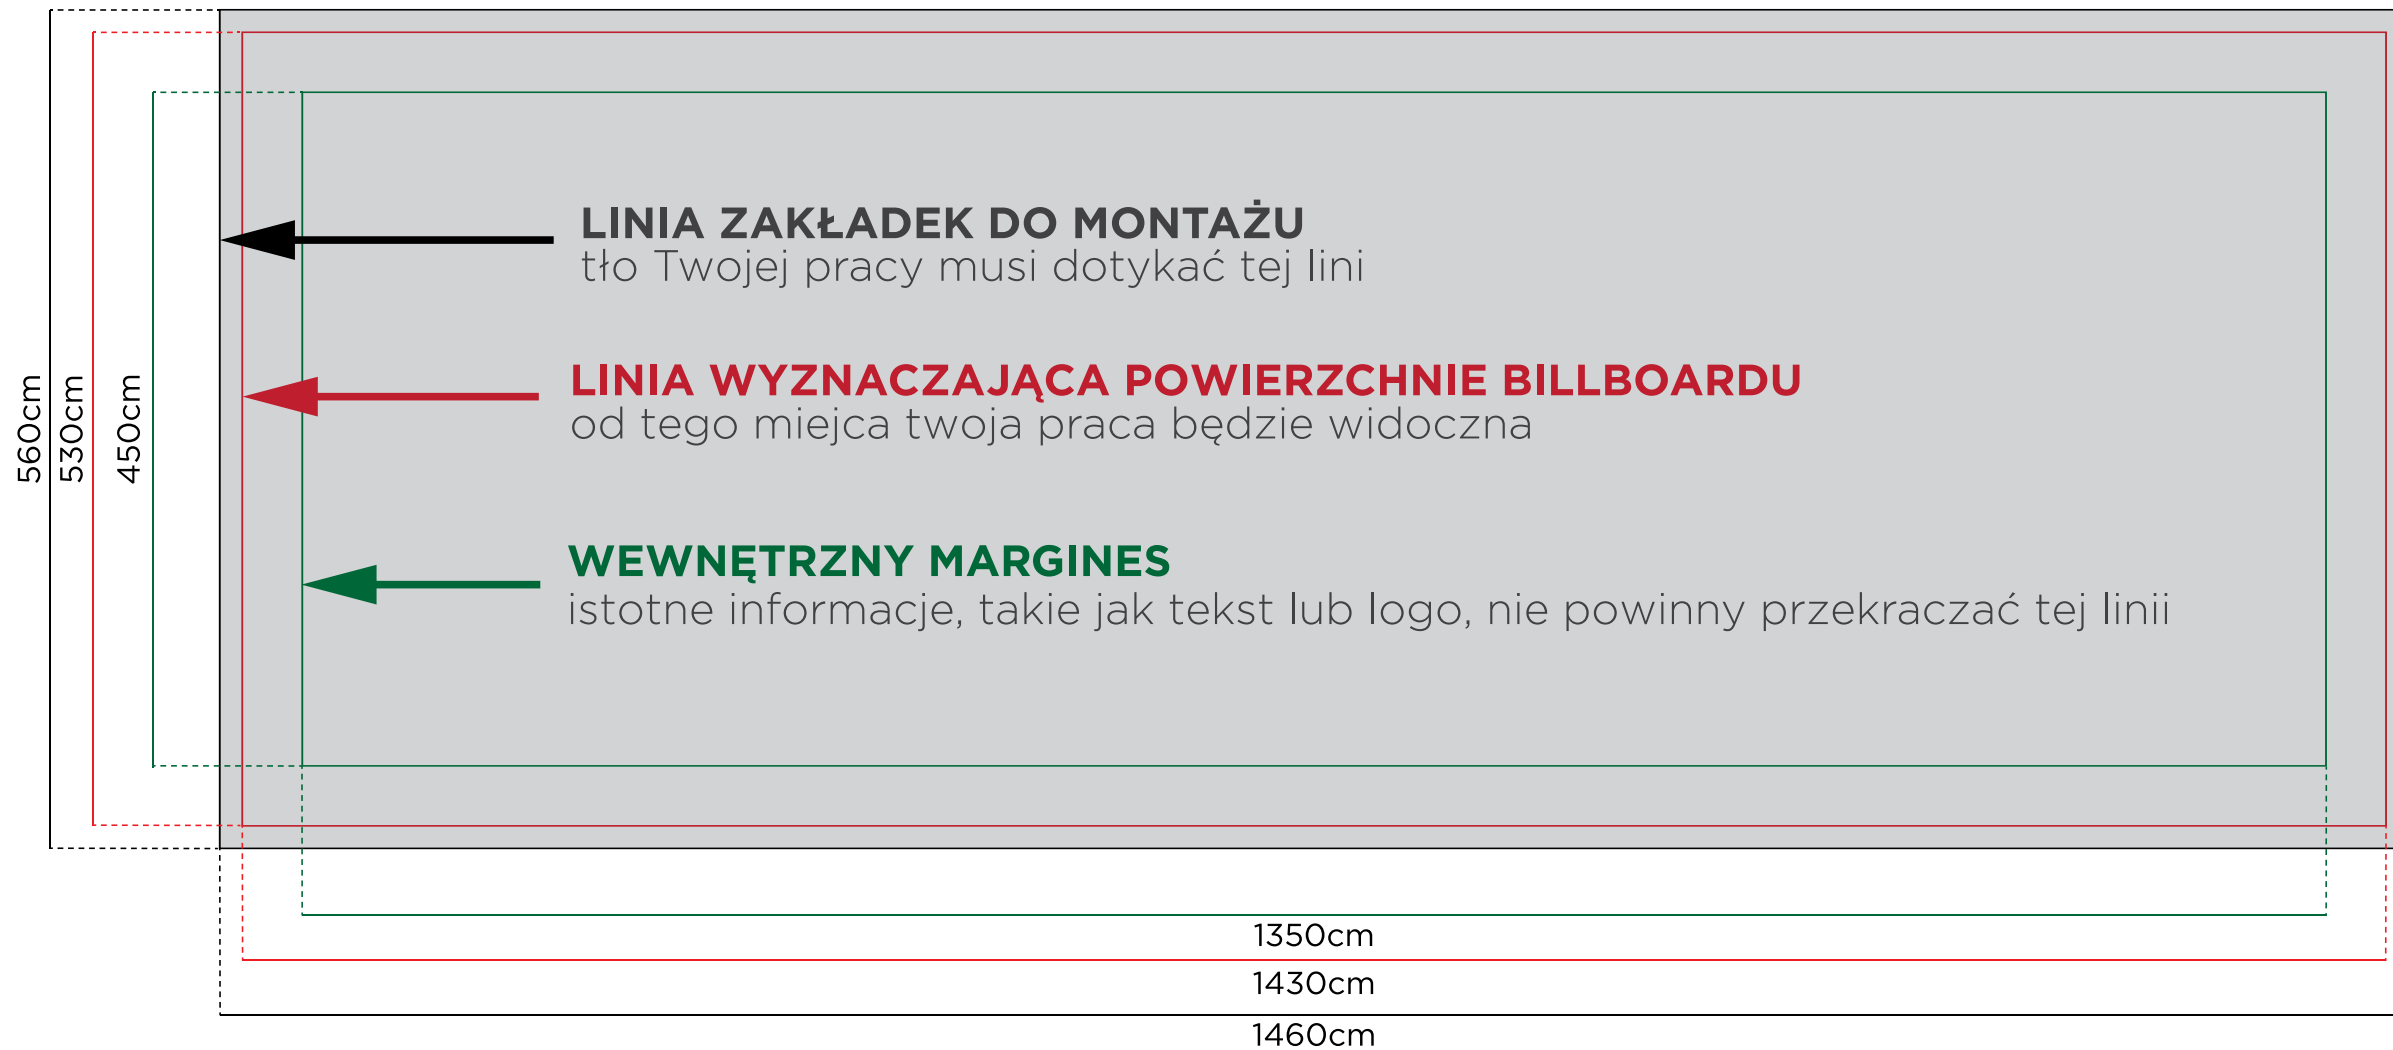 LINIA ZAKŁADEK DO MONTAŻU
tło Twojej pracy musi dotykać tej lini
LINIA WYZNACZAJĄCA POWIERZCHNIE BILLBOARDU
od tego miejca twoja praca będzie widoczna
WEWNĘTRZNY MARGINES
istotne informacje, takie jak tekst lub logo, nie powinny przekraczać tej linii
560cm
530cm
450cm
1350cm
1430cm
1460cm